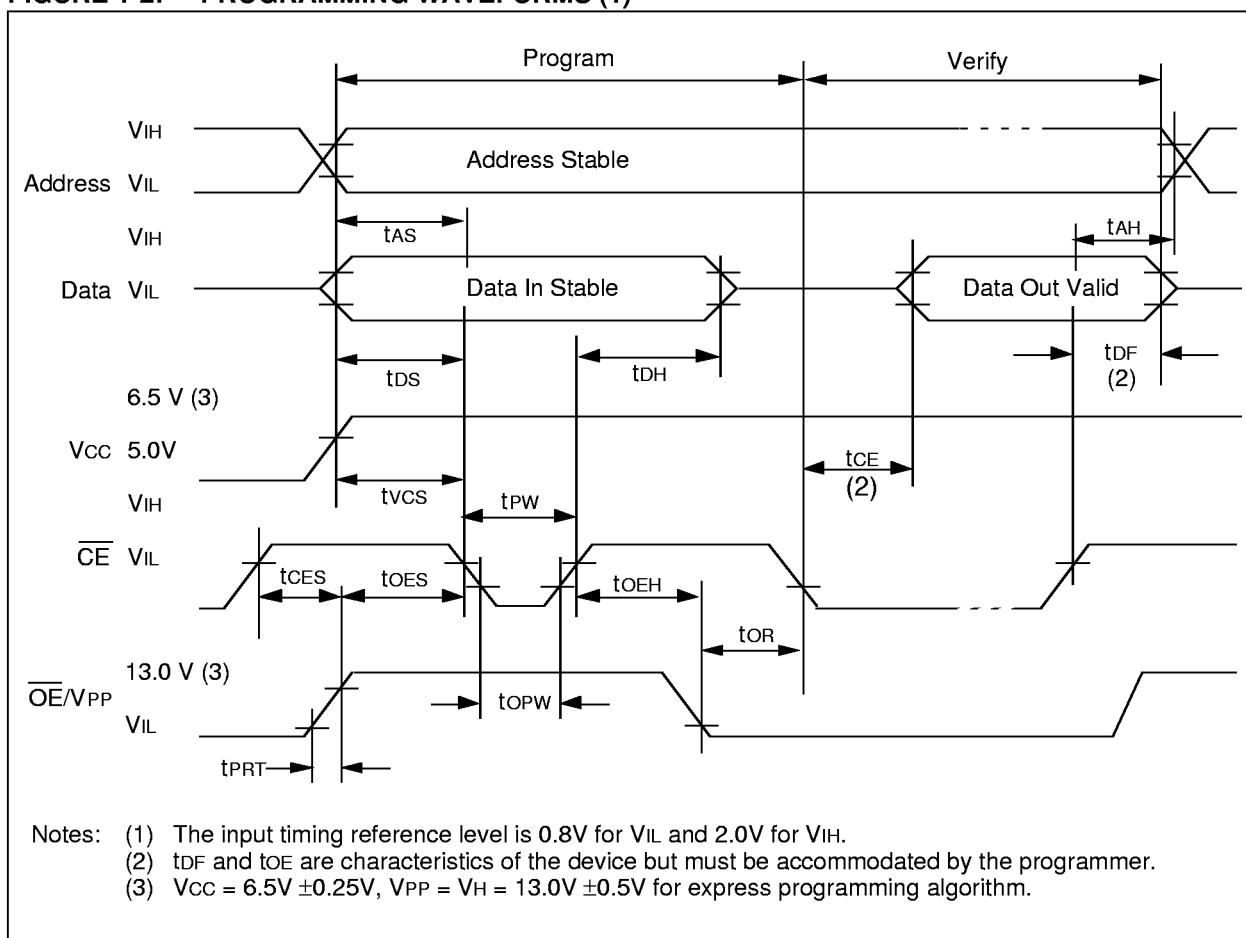 FIGURE 1-2: PROGRAMMING WAVEFORMS (1)
Program
Verify
VIH
Address Stable
Address VIL
VIH
tAS
tAH
Data VIL
Data In Stable
Data Out Valid
tDS
tDH
tDF
(2)
6.5 V (3)
VCC 5.0V
tCE
(2)
VIH
tVCS
tPW
CE VIL
tCES
tOES
tOEH
tOR
13.0 V (3)
OE/VPP
tOPW
VIL
tPRT
Notes: (1) The input timing reference level is 0.8V for VIL and 2.0V for VIH.
(2) tDF and tOE are characteristics of the device but must be accommodated by the programmer.
(3) VCC = 6.5V ±0.25V, VPP = VH = 13.0V ±0.5V for express programming algorithm.